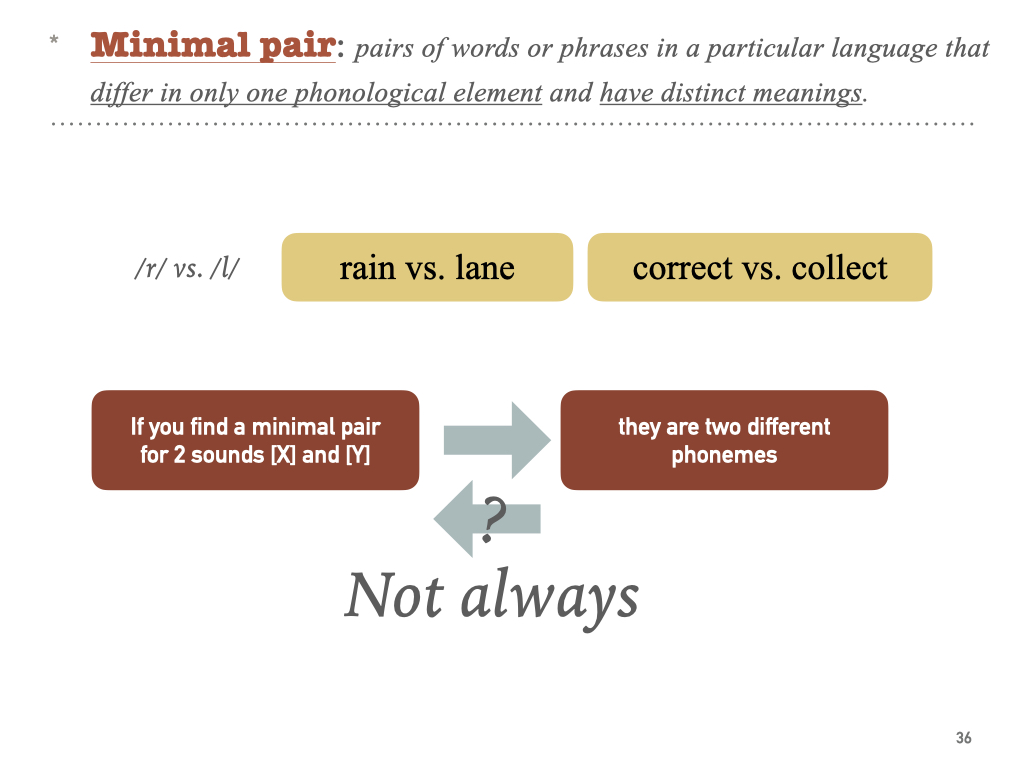 * Minimal pair: pairs of words or phrases in a particular language that
differ in only one phonological element and have distinct meanings.
/r/ vs. /l/
rain vs. lane
correct vs. collect
If you find a minimal pair
for 2 sounds [X] and [Y]
they are two different
phonemes
?
Not always
36